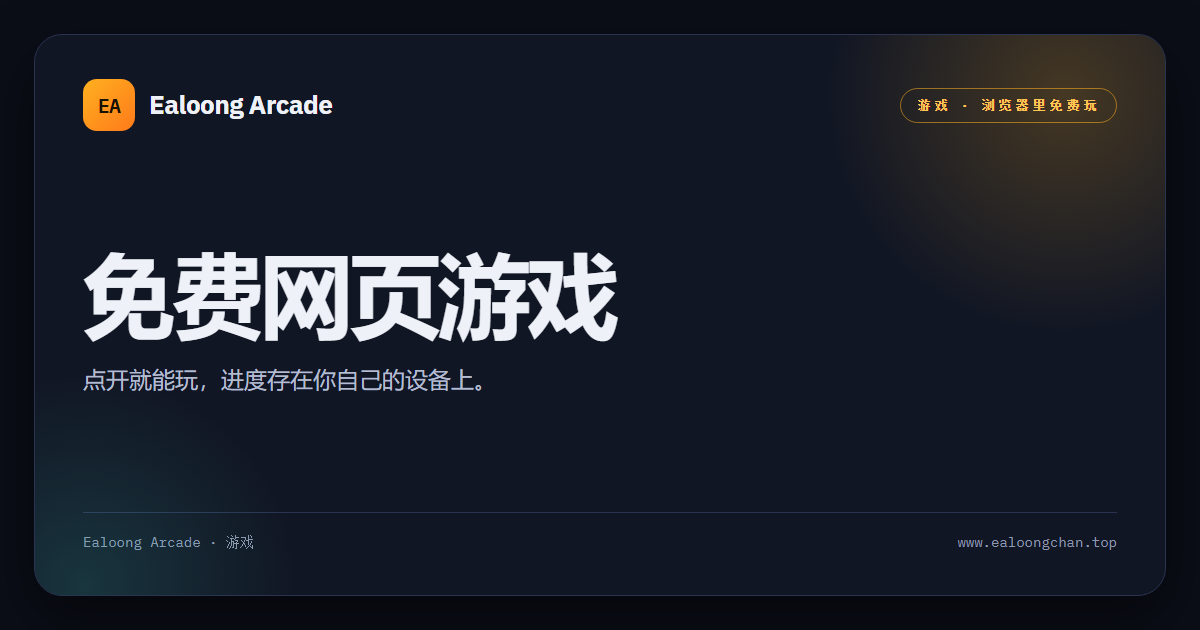 EA
Ealoong Arcade
游戏 · 浏览器里免费玩
免费网页游戏
点开就能玩，进度存在你自己的设备上。
Ealoong Arcade · 游戏
www.ealoongchan.top